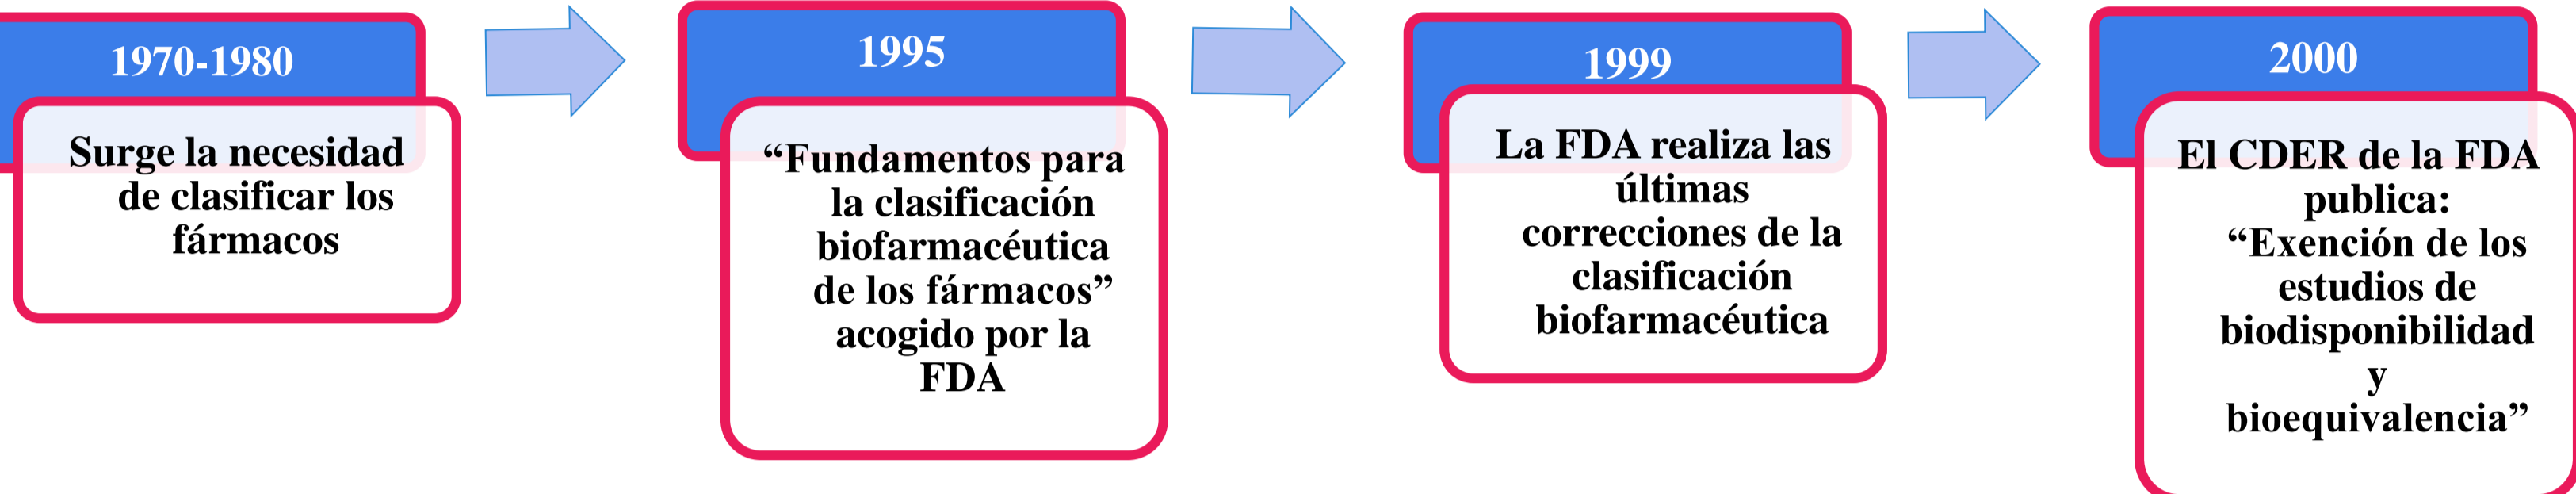 1970-1980
Surge la necesidad
de clasificar los
fármacos
1995
“Fundamentos para
la clasificación
biofarmacéutica
de los fármacos”
acogido por la
FDA
1999
La FDA realiza las
últimas
correcciones de la
clasificación
biofarmacéutica
2000
El CDER de la FDA
publica:
“Exención de los
estudios de
biodisponibilidad
y
bioequivalencia”